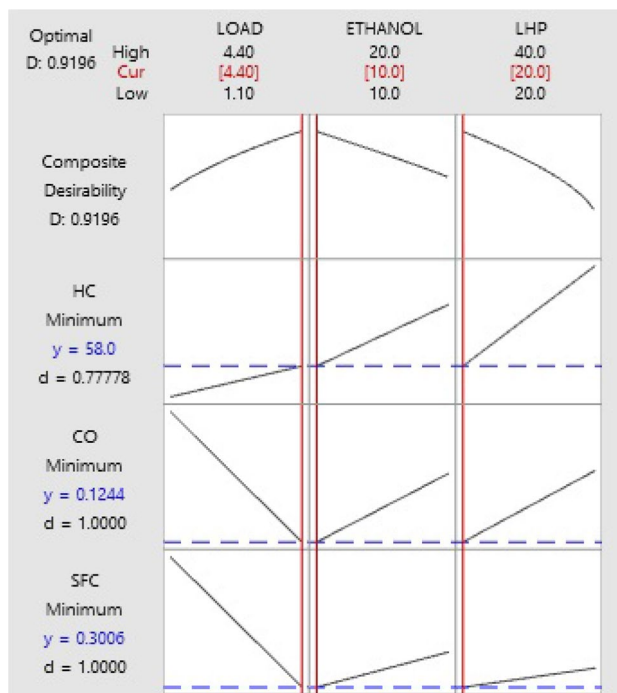 Optimal
D: 0.9196
High
Cur
Low
LOAD
4.40
[4.40]
1.10
ETHANOL
20.0
[10.0]
10.0
LHP
40.0
[20.0]
20.0
Composite
Desirability
D: 0.9196
HC
Minimum
y = 58.0
d = 0.77778
CO
Minimum
y = 0.1244
d = 1.0000
SFC
Minimum
y = 0.3006
d = 1.0000